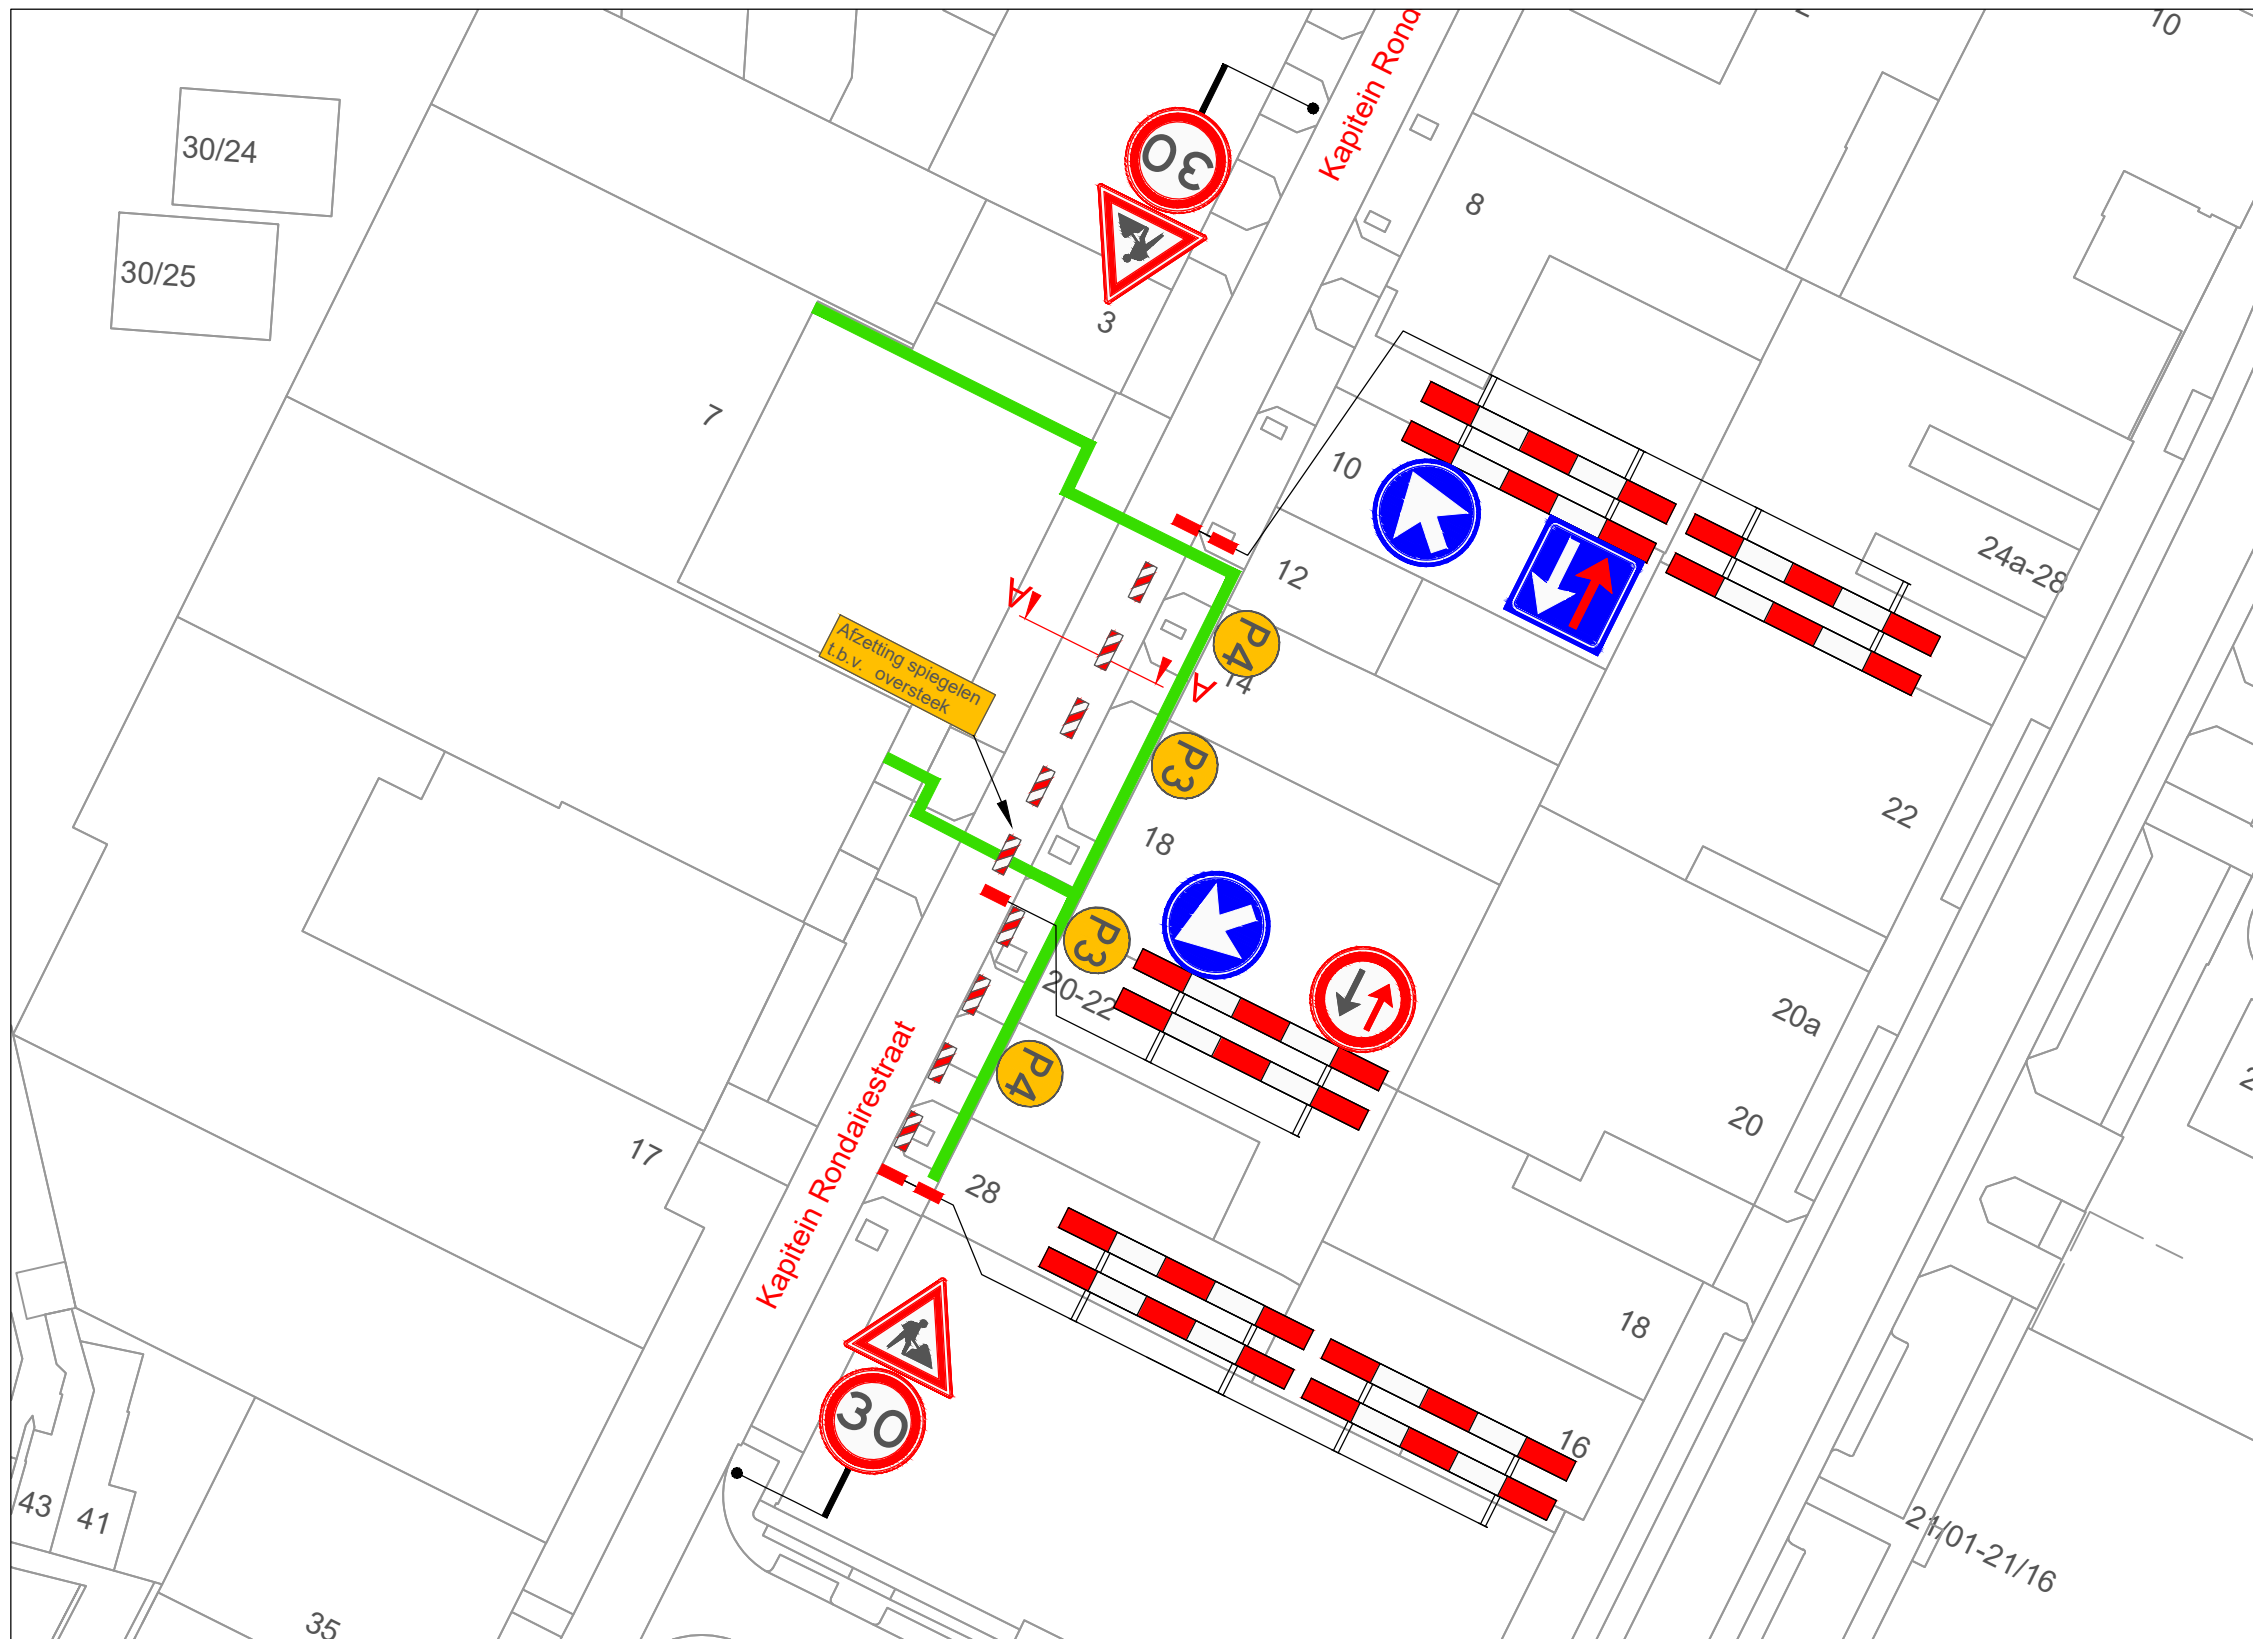 10
30/24
Kapitein Rond
30
8
30/25
3
7
10
24a-28
12
A
Afzetting spiegelen
t.b.v. oversteek
P4
14
A
P3
22
18
P3
20-22
20a
P4
Kapitein Rondairestraat
20
17
28
18
30
16
43
41
21/01-21/16
35